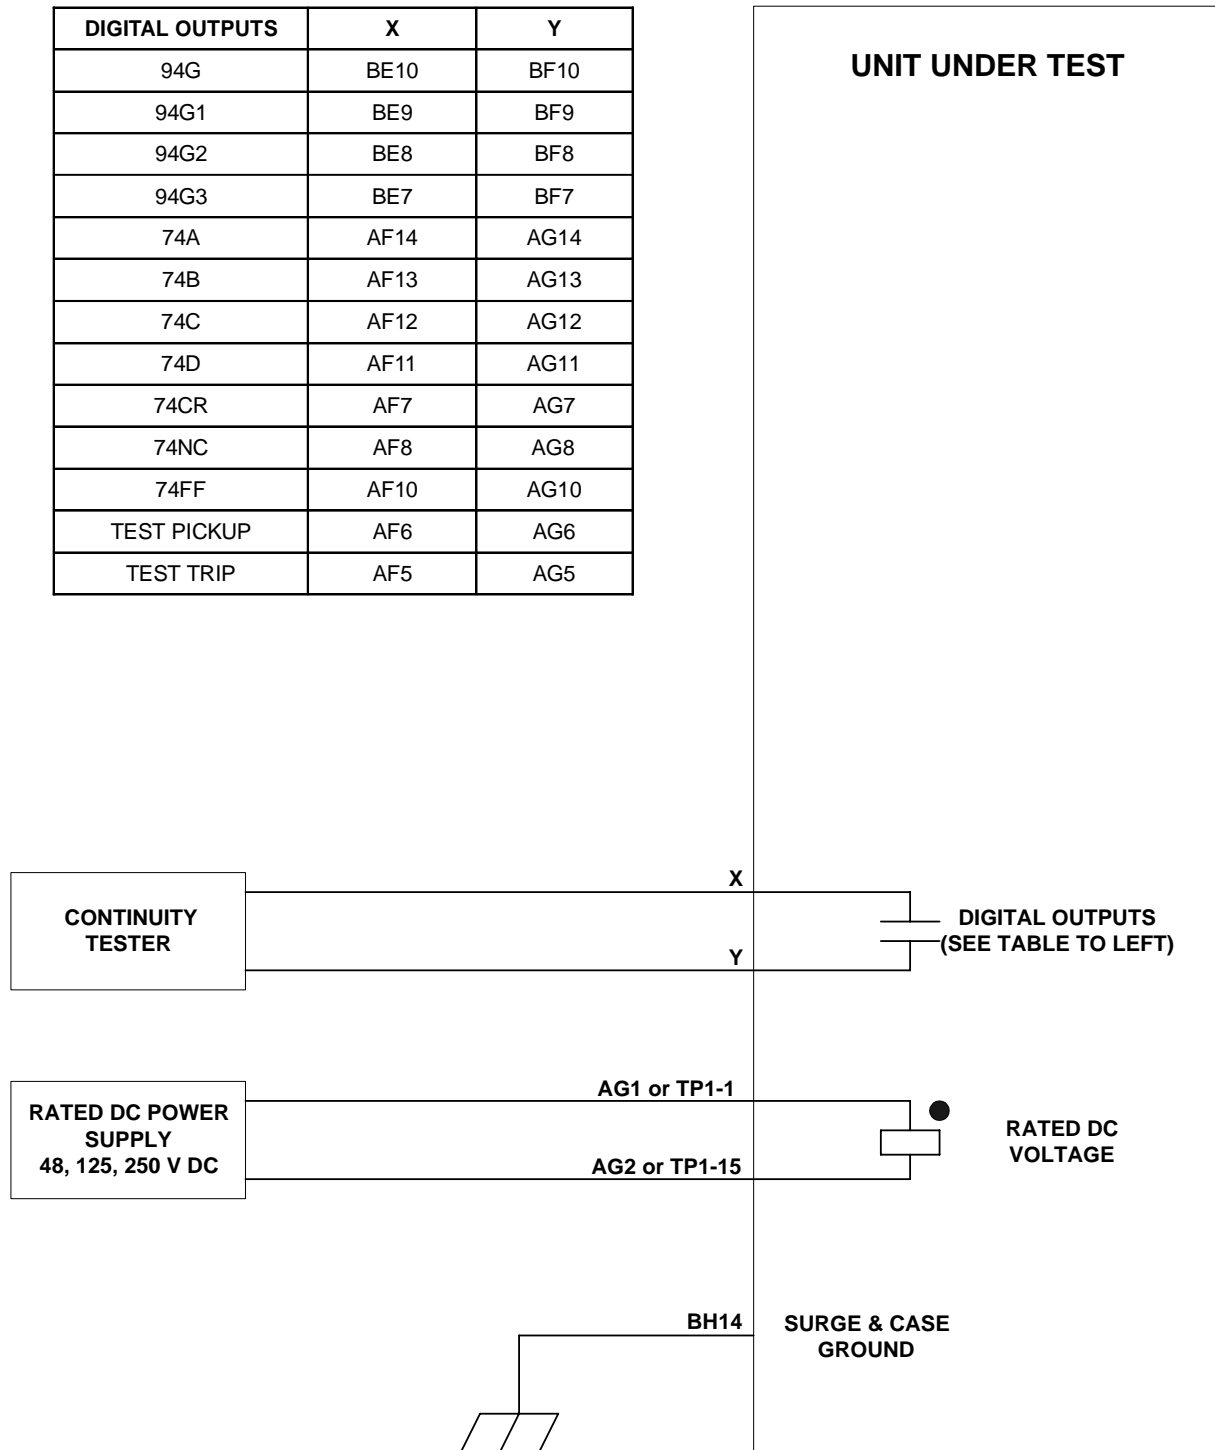 DIGITAL OUTPUTS X Y
94G BE10 BF10
94G1 BE9 BF9
94G2 BE8 BF8
94G3 BE7 BF7
74A AF14 AG14
74B AF13 AG13
74C AF12 AG12
74D AF11 AG11
74CR AF7 AG7
74NC AF8 AG8
74FF AF10 AG10
TEST PICKUP AF6 AG6
TEST TRIP AF5 AG5
UNIT UNDER TEST
CONTINUITY
TESTER
X
Y
DIGITAL OUTPUTS
(SEE TABLE TO LEFT)
RATED DC POWER
SUPPLY
48, 125, 250 V DC
AG1 or TP1-1
AG2 or TP1-15
RATED DC
VOLTAGE
BH14
SURGE & CASE
GROUND